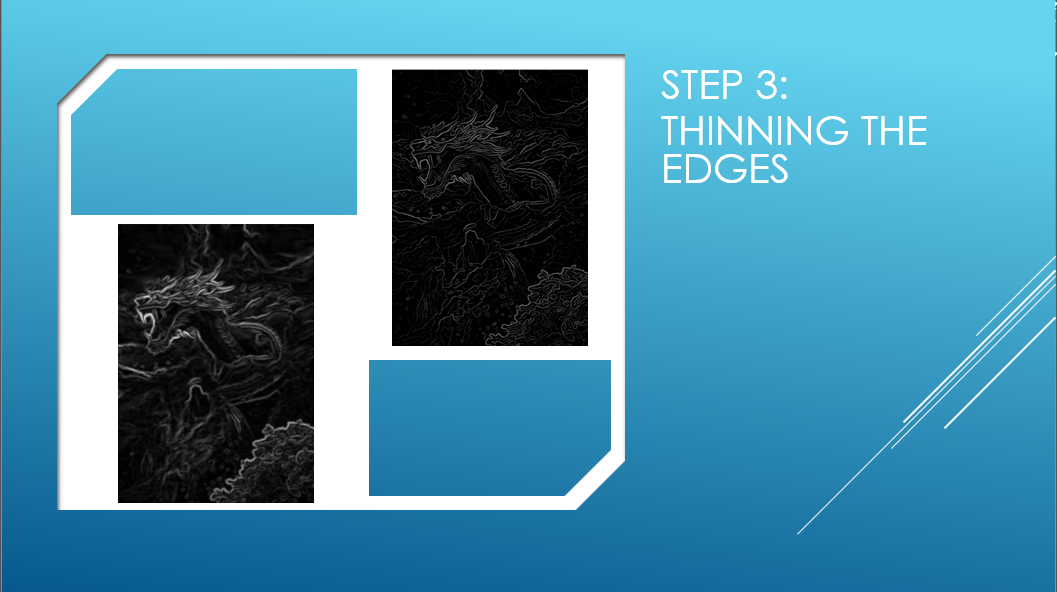 STEP 3:
THINNING THE
EDGES